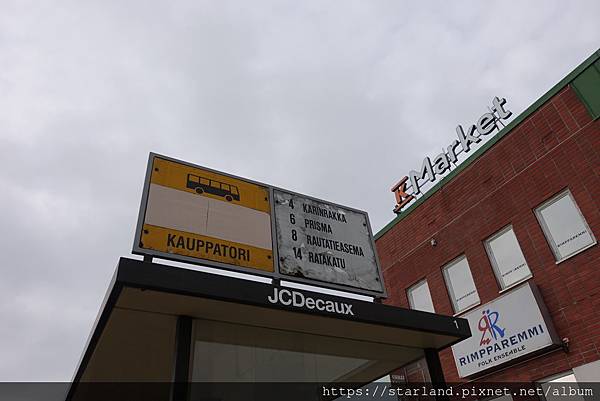 K Market
KAUPPATORI
4 KARINRAKKA
6 PRISMA
8 RAUTATIEASEMA
14 RATAKATU
JCDecaux
1
RR
RIMPPAREMMI
FOLK ENSEMBLE
https://starland.pixnet.net/album